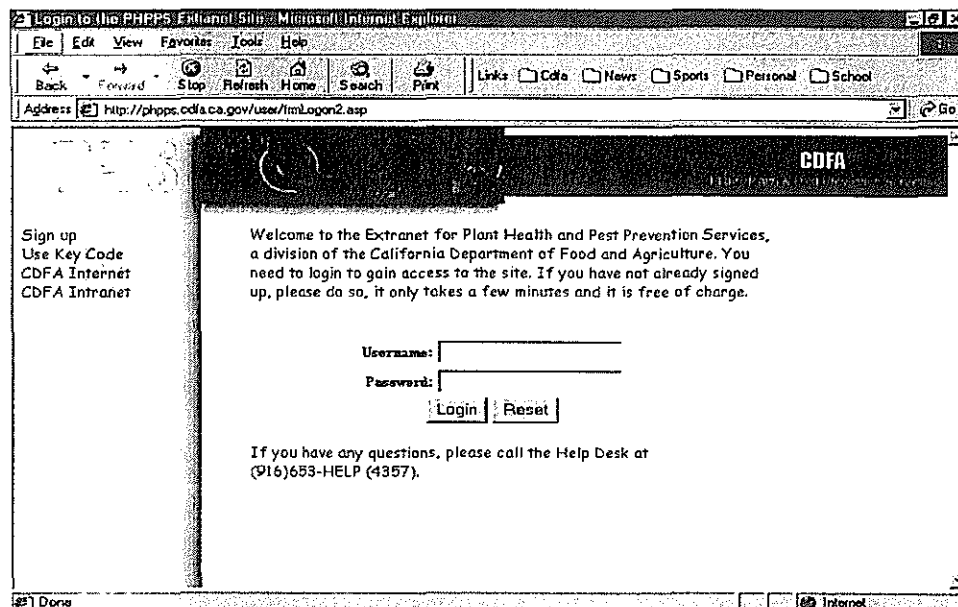 Login to the PHPPS Extranet Site - Microsoft Internet Explorer
File Edit View Favorites Tools Help
Back Forward Stop Refresh Home Search Print Links Cdfa News Sports Personal School
Address http://phpps.cdfa.ca.gov/user/frmLogon2.asp Go
CDFA
Sign up
Use Key Code
CDFA Internet
CDFA Intranet
Welcome to the Extranet for Plant Health and Pest Prevention Services,
a division of the California Department of Food and Agriculture. You
need to login to gain access to the site. If you have not already signed
up, please do so, it only takes a few minutes and it is free of charge.
Username:
Password:
Login Reset
If you have any questions, please call the Help Desk at
(916)653-HELP (4357).
Done Internet